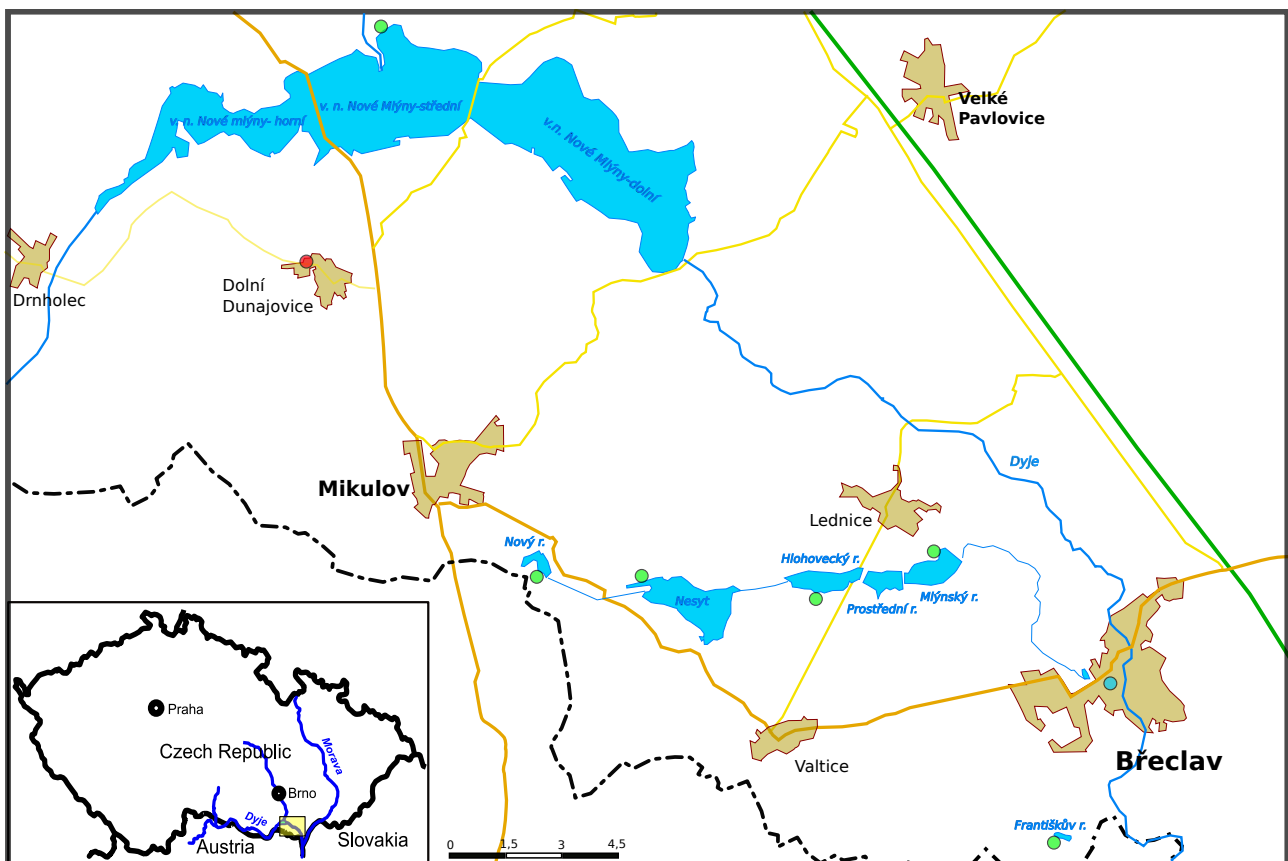 Velké
Pavlovice
v. n. Nové Mlýny-střední
v. n. Nové mlýny- horní
v.n. Nové Mlýny-dolní
Drnholec
Dolní
Dunajovice
Mikulov
Dyje
Lednice
Nový r.
Hlohovecký r.
Nesyt
Prostřední r.
Mlýnský r.
Valtice
Břeclav
Františkův r.
Praha
Czech Republic
Morava
Brno
Dyje
Austria
Slovakia
0 1,5 3 4,5